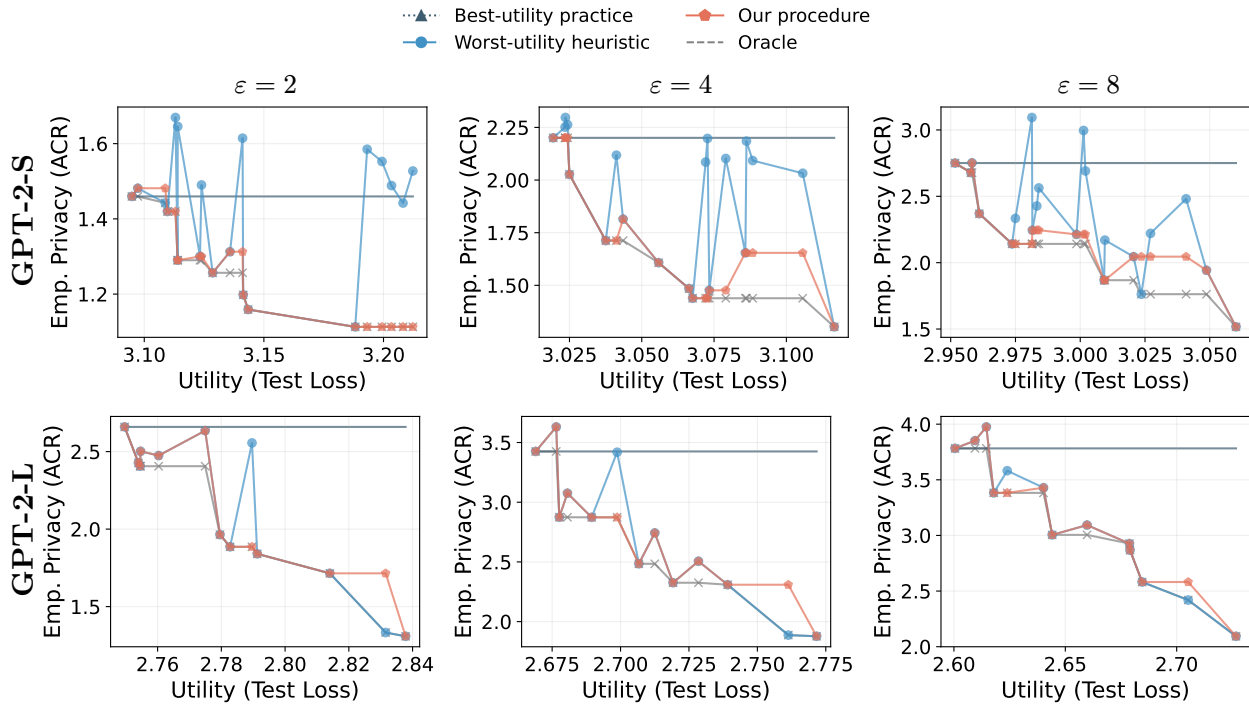 Best-utility practice
Worst-utility heuristic
Our procedure
Oracle
ε = 2
ε = 4
ε = 8
GPT-2-S
Emp. Privacy (ACR)
1.6
1.4
1.2
3.10 3.15 3.20
Utility (Test Loss)
Emp. Privacy (ACR)
2.25
2.00
1.75
1.50
3.025 3.050 3.075 3.100
Utility (Test Loss)
Emp. Privacy (ACR)
3.0
2.5
2.0
1.5
2.950 2.975 3.000 3.025 3.050
Utility (Test Loss)
GPT-2-L
Emp. Privacy (ACR)
2.5
2.0
1.5
2.76 2.78 2.80 2.82 2.84
Utility (Test Loss)
Emp. Privacy (ACR)
3.5
3.0
2.5
2.0
2.675 2.700 2.725 2.750 2.775
Utility (Test Loss)
Emp. Privacy (ACR)
4.0
3.5
3.0
2.5
2.0
2.60 2.65 2.70
Utility (Test Loss)